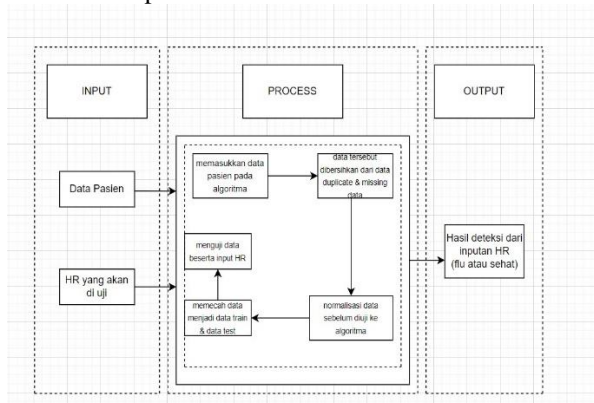 INPUT
PROCESS
OUTPUT
Data Pasien
HR yang akan
di uji
memasukkan data
pasien pada
algoritma
data tersebut
dibersihkan dari data
duplicate & missing
data
normalisasi data
sebelum diuji ke
algoritma
memecah data
menjadi data train
& data test
menguji data
beserta input HR
Hasil deteksi dari
inputan HR
(flu atau sehat)